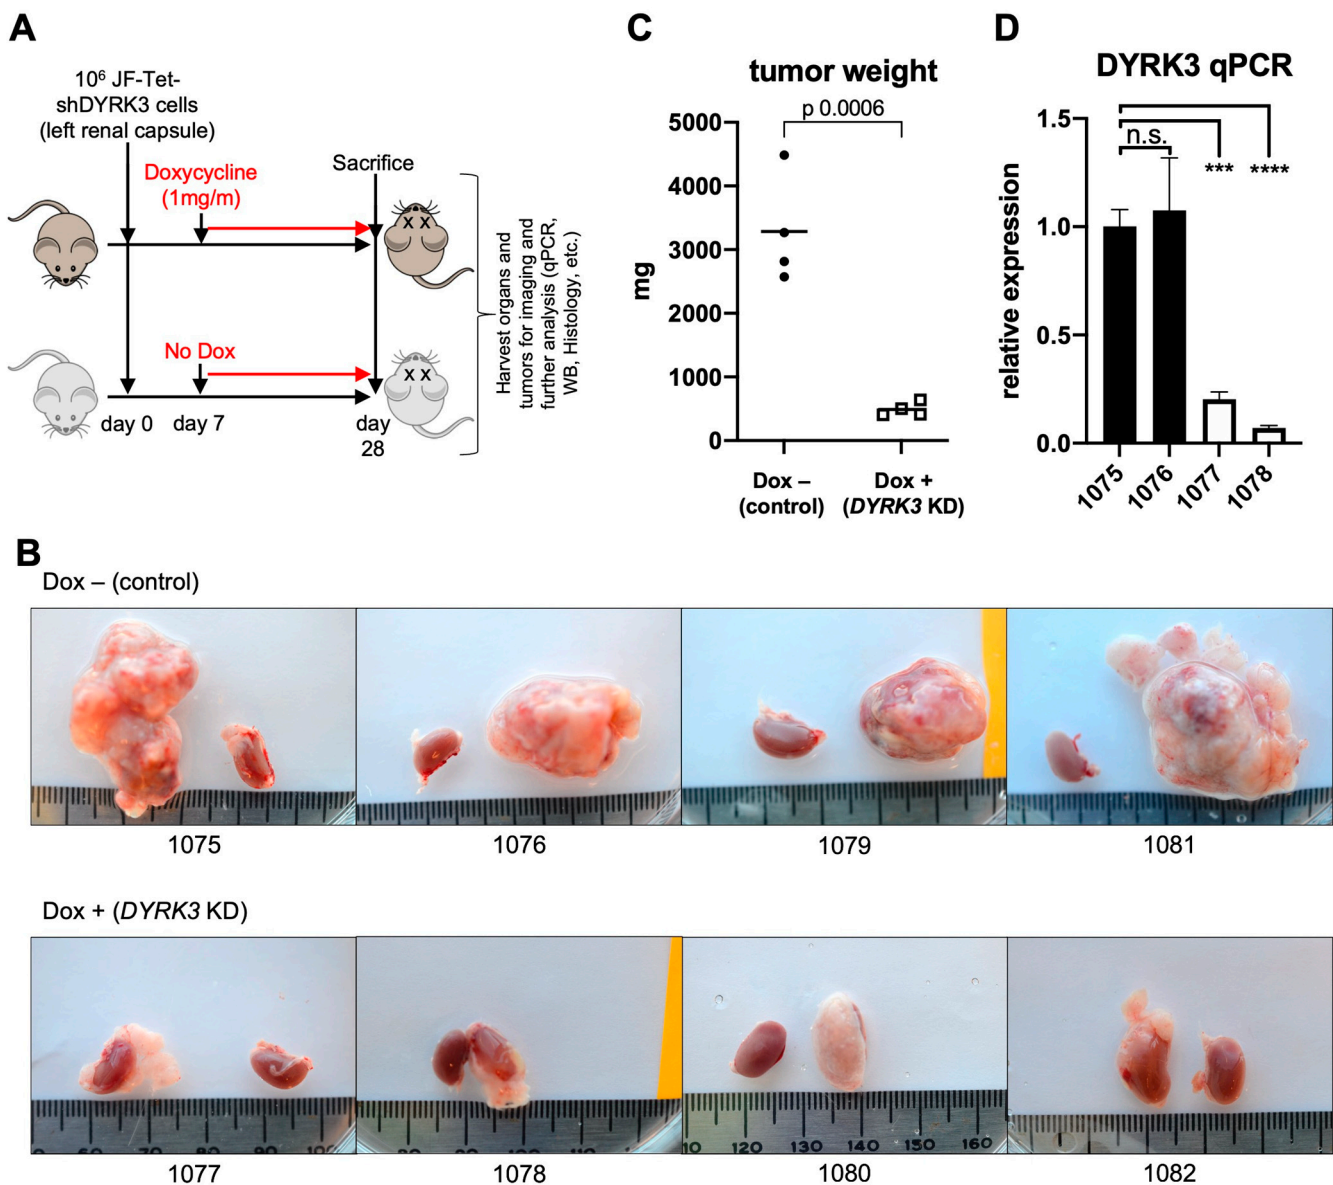 A
10⁶ JF-Tet-
shDYRK3 cells
(left renal capsule)
Doxycycline
(1mg/m)
Sacrifice
X X
No Dox
X X
day 0
day 7
day
28
Harvest organs and
tumors for imaging and
further analysis (qPCR,
WB, Histology, etc.)
C
tumor weight
p 0.0006
5000
4000
3000
2000
1000
0
mg
Dox –
(control)
Dox +
(DYRK3 KD)
D
DYRK3 qPCR
n.s.
***
****
1.5
1.0
0.5
0.0
relative expression
1075
1076
1077
1078
B
Dox – (control)
1075
1076
1079
1081
Dox + (DYRK3 KD)
60 70 80 90
120 130 140 150 160
1077
1078
1080
1082